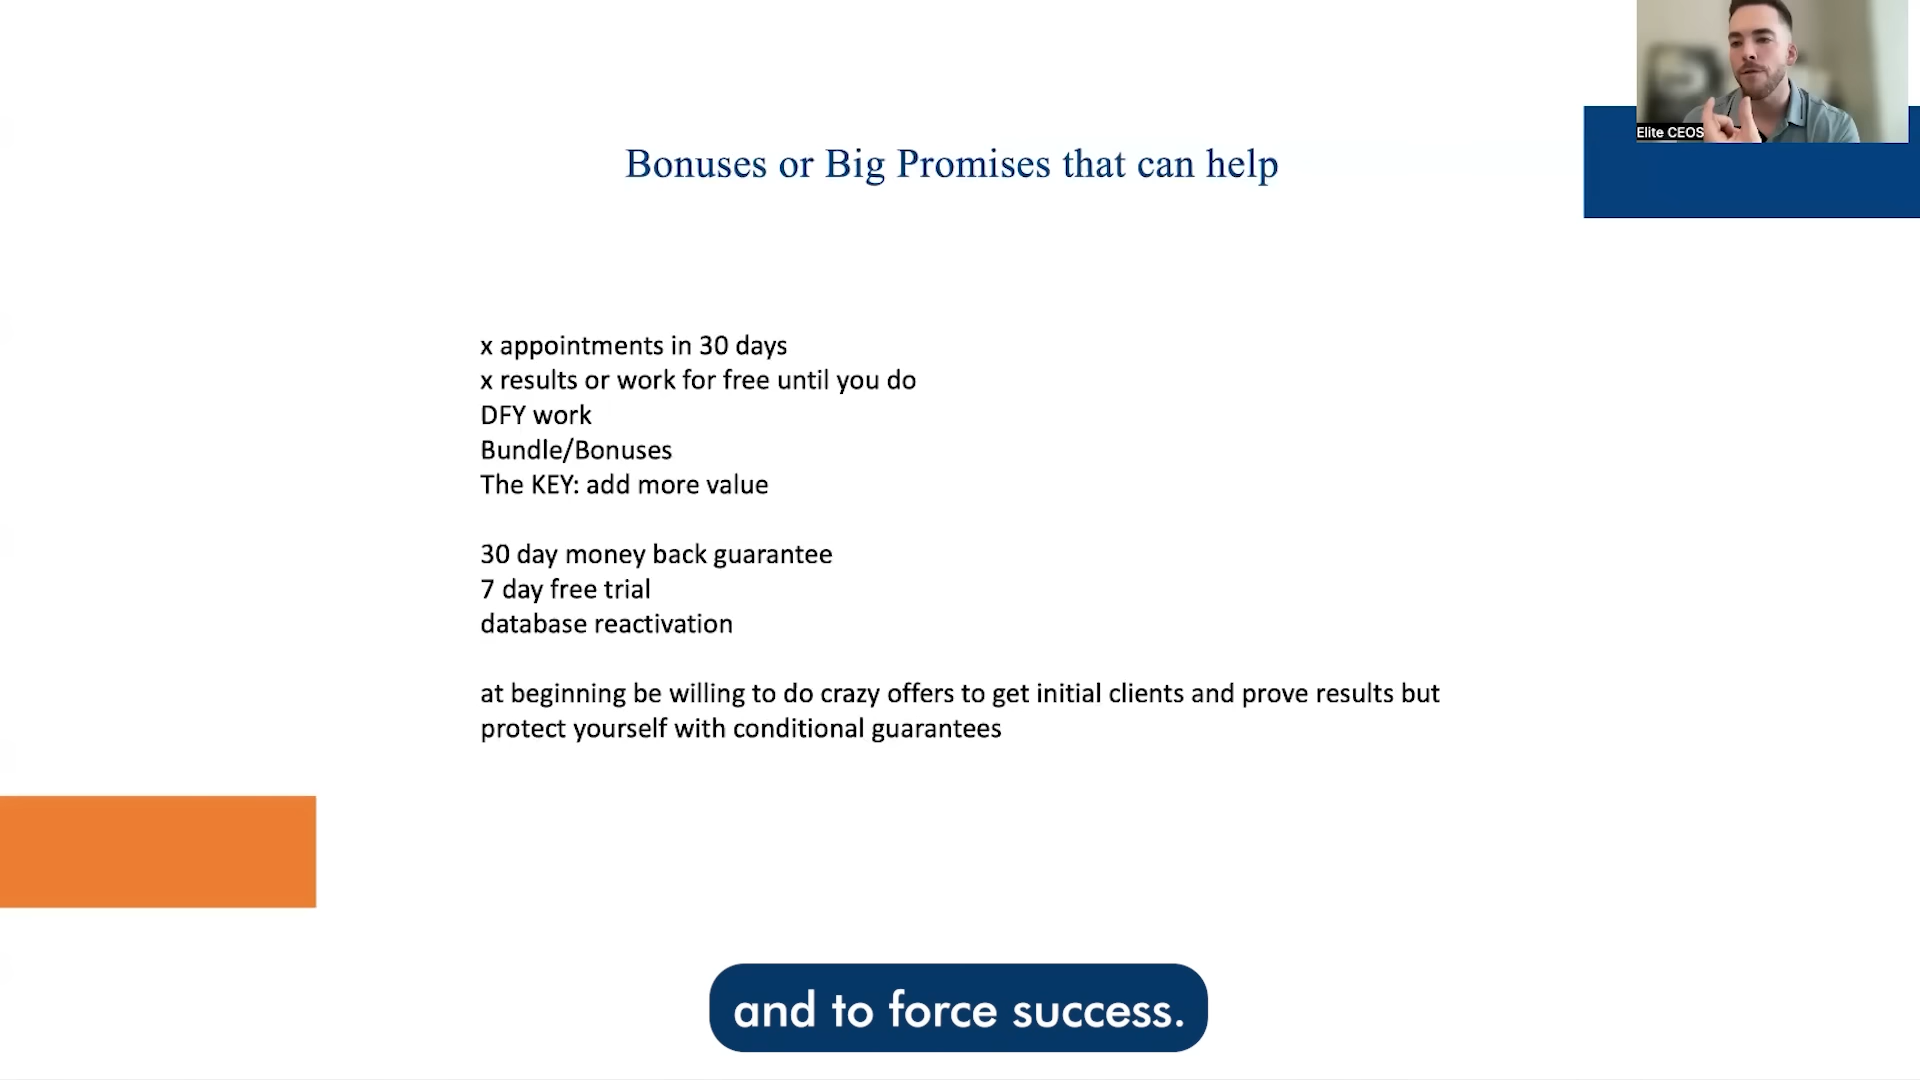 Elite CEOS
Bonuses or Big Promises that can help
x appointments in 30 days
x results or work for free until you do
DFY work
Bundle/Bonuses
The KEY: add more value
30 day money back guarantee
7 day free trial
database reactivation
at beginning be willing to do crazy offers to get initial clients and prove results but
protect yourself with conditional guarantees
and to force success.